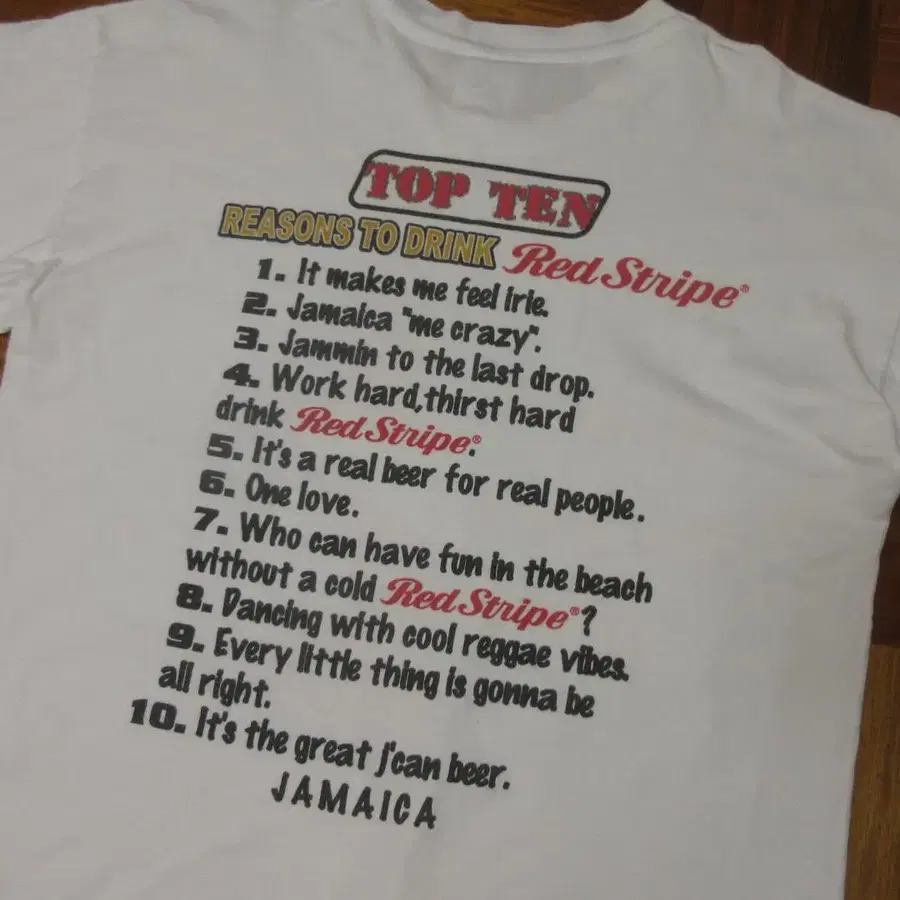 TOP TEN
REASONS TO DRINK Red Stripe®
1. It makes me feel irie.
2. Jamaica "me crazy".
3. Jammin to the last drop.
4. Work hard,thirst hard
drink Red Stripe®.
5. It's a real beer for real people.
6. One love.
7. Who can have fun in the beach
without a cold Red Stripe®?
8. Dancing with cool reggae vibes.
9. Every little thing is gonna be
all right.
10. It's the great j'can beer.
JAMAICA